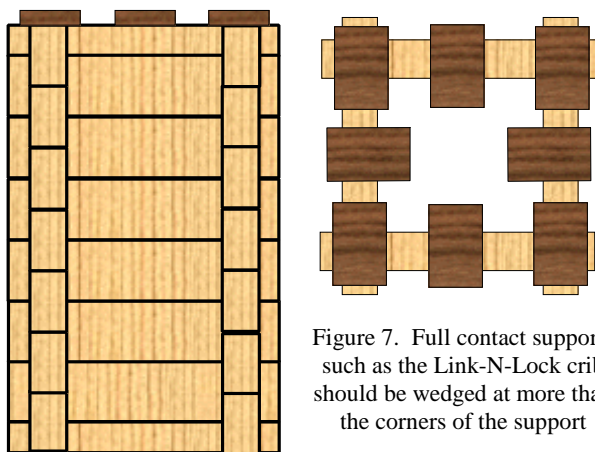 Figure 7. Full contact suppor
such as the Link-N-Lock crib
should be wedged at more tha
the corners of the support